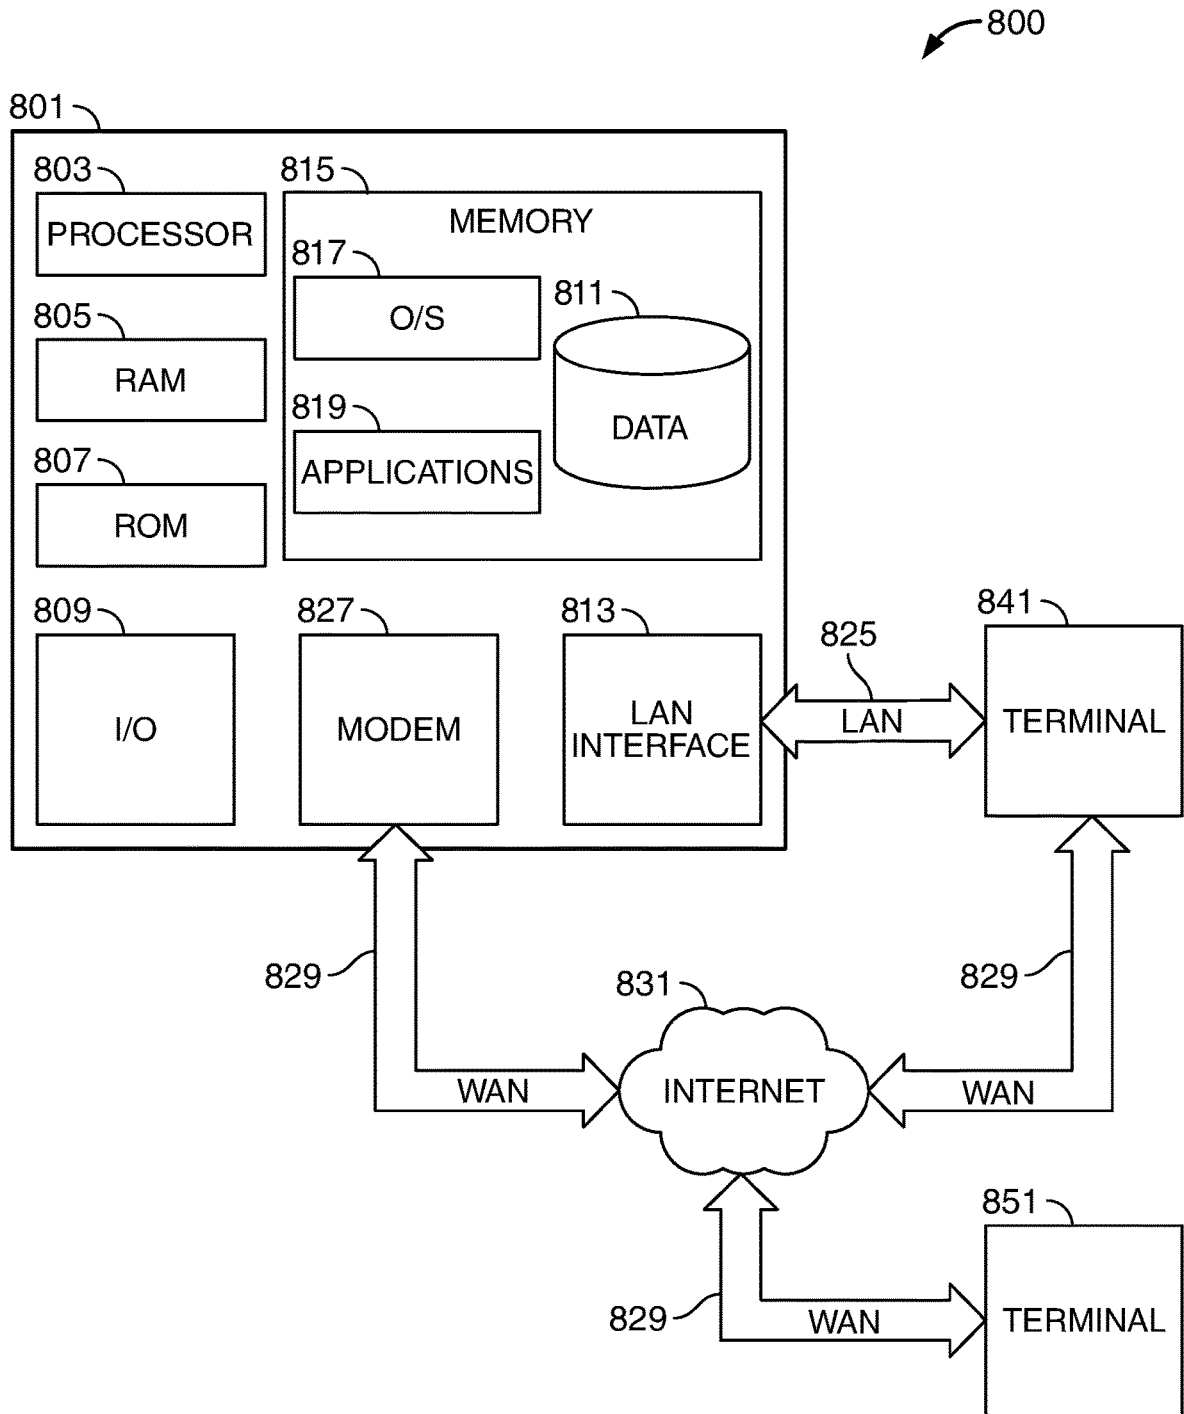 800
801
803
PROCESSOR
815
MEMORY
817
O/S
811
DATA
805
RAM
819
APPLICATIONS
807
ROM
809
I/O
827
MODEM
813
LAN
INTERFACE
825
LAN
841
TERMINAL
829
WAN
831
INTERNET
829
WAN
829
WAN
851
TERMINAL